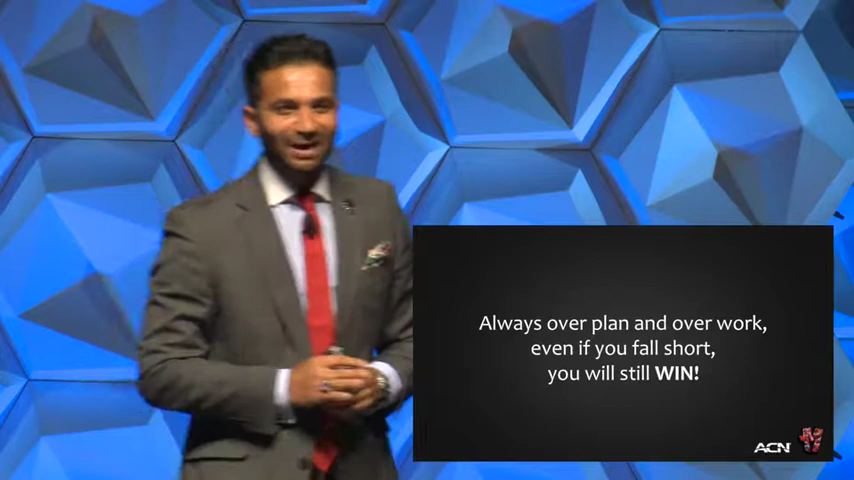 Always over plan and over work,
even if you fall short,
you will still WIN!
ACN